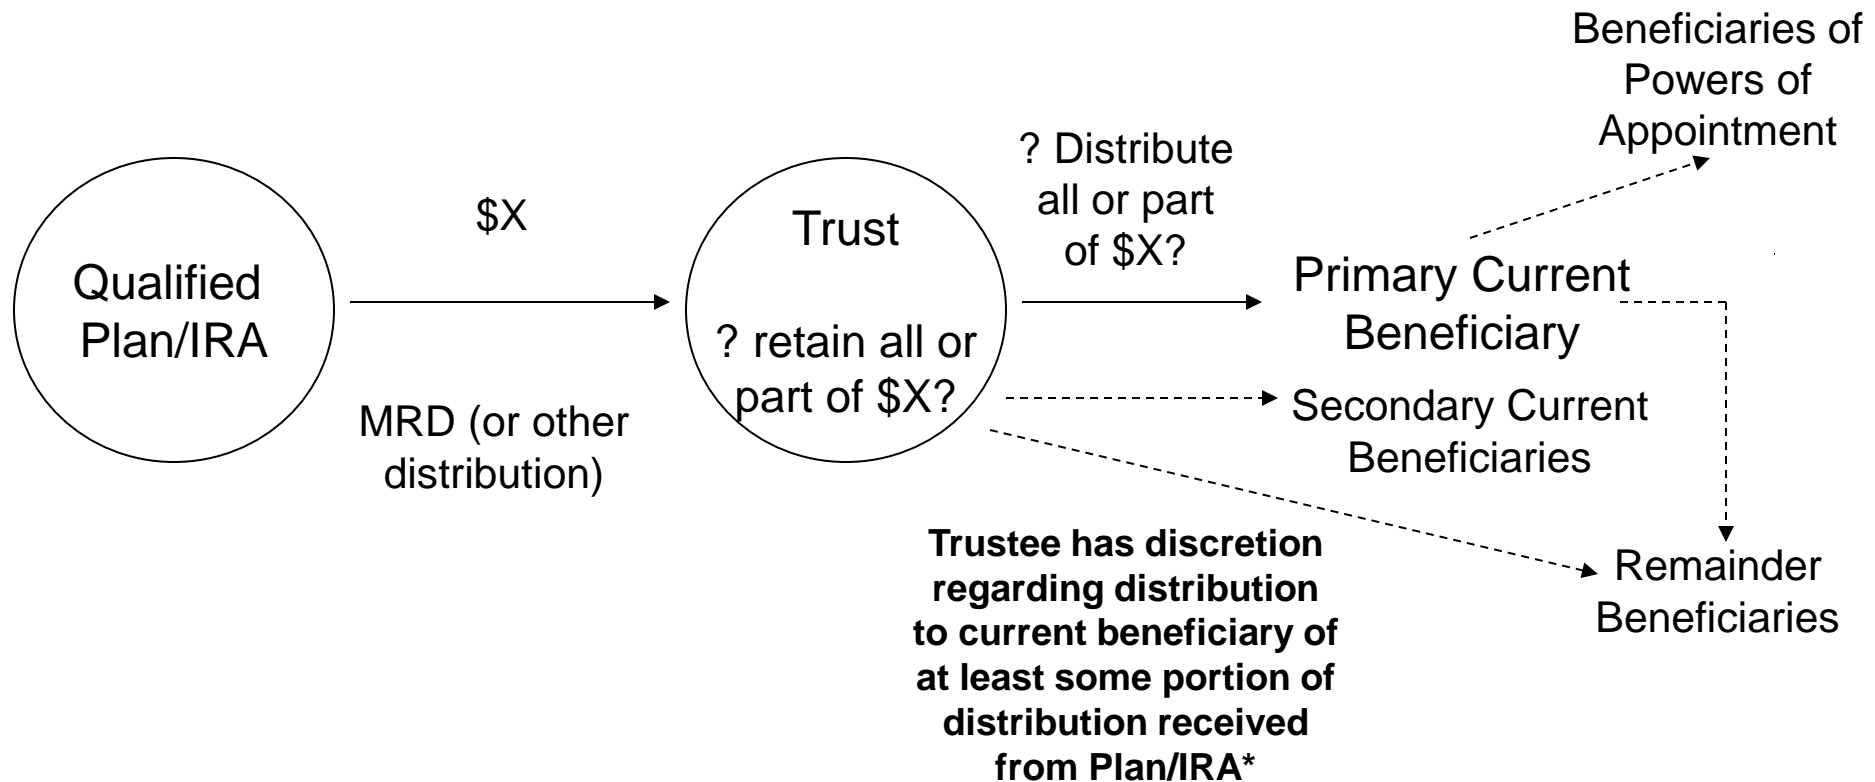 Beneficiaries of
Powers of
Appointment
? Distribute
all or part
of $X?
$X
Trust
Qualified
Plan/IRA
Primary Current
Beneficiary
? retain all or
part of $X?
MRD (or other
distribution)
Secondary Current
Beneficiaries
Trustee has discretion
regarding distribution
to current beneficiary of
at least some portion of
distribution received
from Plan/IRA*
Remainder
Beneficiaries